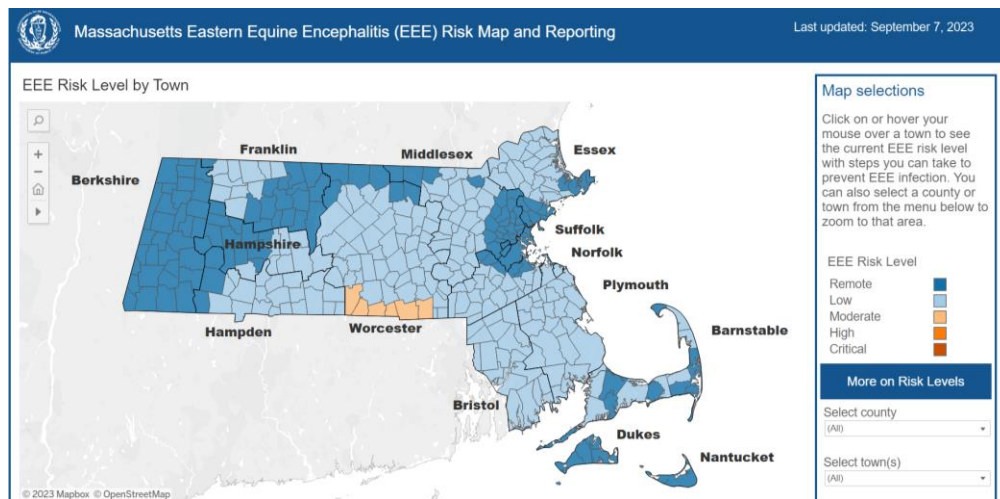 Massachusetts Eastern Equine Encephalitis (EEE) Risk Map and Reporting
Last updated: September 7, 2023
EEE Risk Level by Town
Franklin
Middlesex
Essex
Berkshire
Hampshire
Suffolk
Norfolk
Plymouth
Hampden
Worcester
Barnstable
Bristol
Dukes
Nantucket
© 2023 Mapbox © OpenStreetMap
Map selections
Click on or hover your
mouse over a town to see
the current EEE risk level
with steps you can take to
prevent EEE infection. You
can also select a county or
town from the menu below to
zoom to that area.
EEE Risk Level
Remote
Low
Moderate
High
Critical
More on Risk Levels
Select county
(All)
Select town(s)
(All)